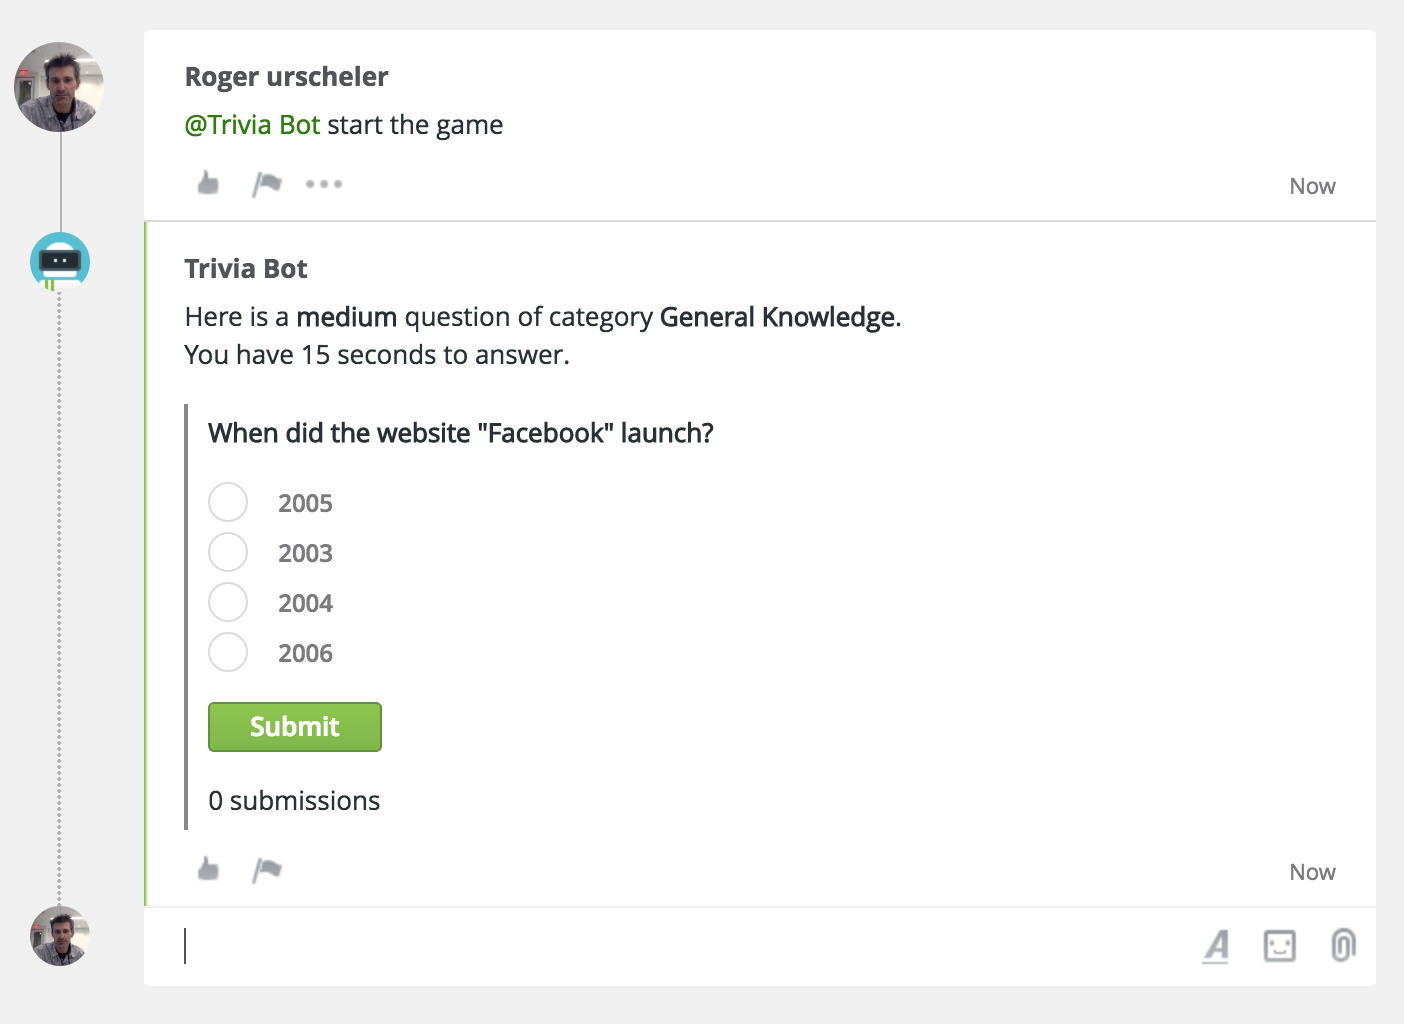 Roger urscheler
@Trivia Bot start the game
Now
Trivia Bot
Here is a medium question of category General Knowledge.
You have 15 seconds to answer.
When did the website "Facebook" launch?
2005
2003
2004
2006
Submit
0 submissions
Now
A